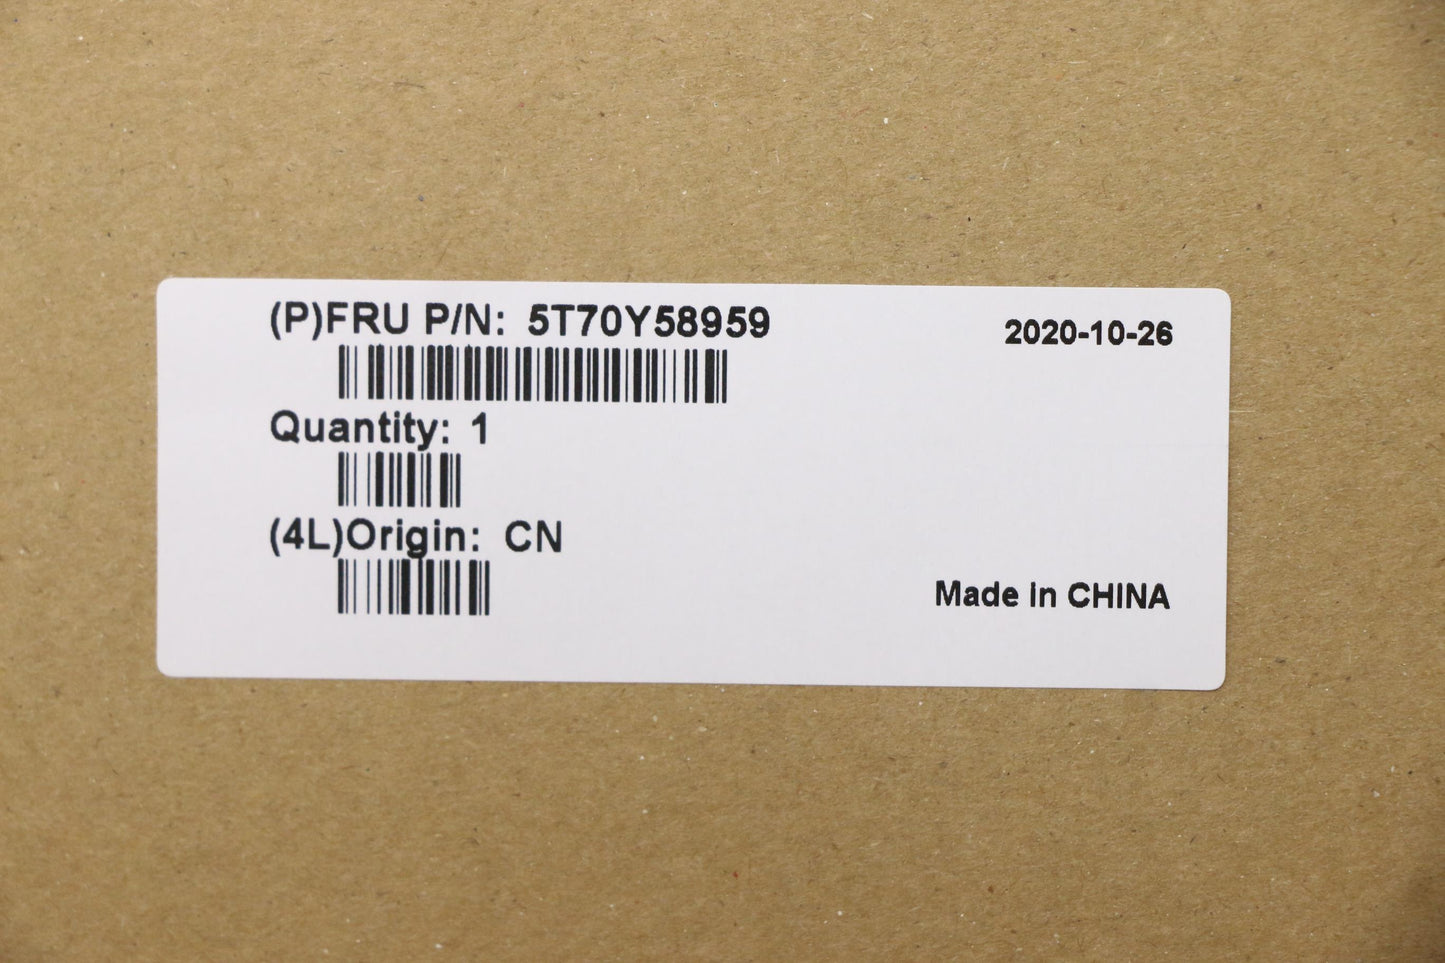 (P)FRU P/N: 5T70Y58959
2020-10-26
Quantity: 1
(4L)Origin: CN
Made in CHINA